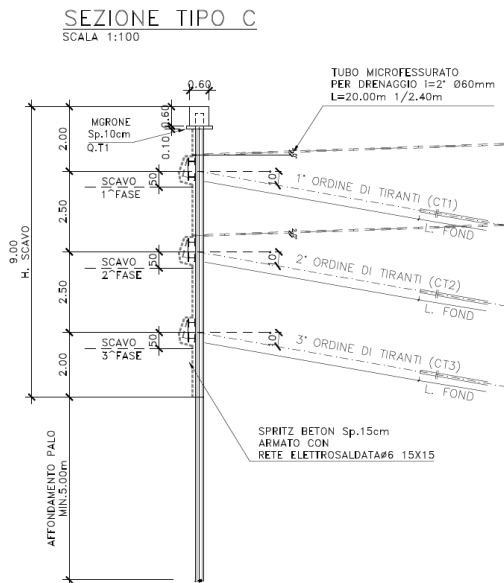 SEZIONE TIPO C
SCALA 1:100
0.60
TUBO MICROFESSURATO
PER DRENAGGIO i=2° Ø60mm
L=20.00m 1/2.40m
2.00
0.60
MGRONE
Sp.10cm
Q.T1
0.10
SCAVO
1^FASE
50
10
1° ORDINE DI TIRANTI (CT1)
L. FOND
2.50
9.00
H. SCAVO
SCAVO
2^FASE
50
10
2° ORDINE DI TIRANTI (CT2)
L. FOND
2.50
SCAVO
3^FASE
50
10
3° ORDINE DI TIRANTI (CT3)
L. FOND
2.00
SPRITZ BETON Sp.15cm
ARMATO CON
RETE ELETTROSALDATAø6 15X15
AFFONDAMENTO PALO
MIN.5.00m